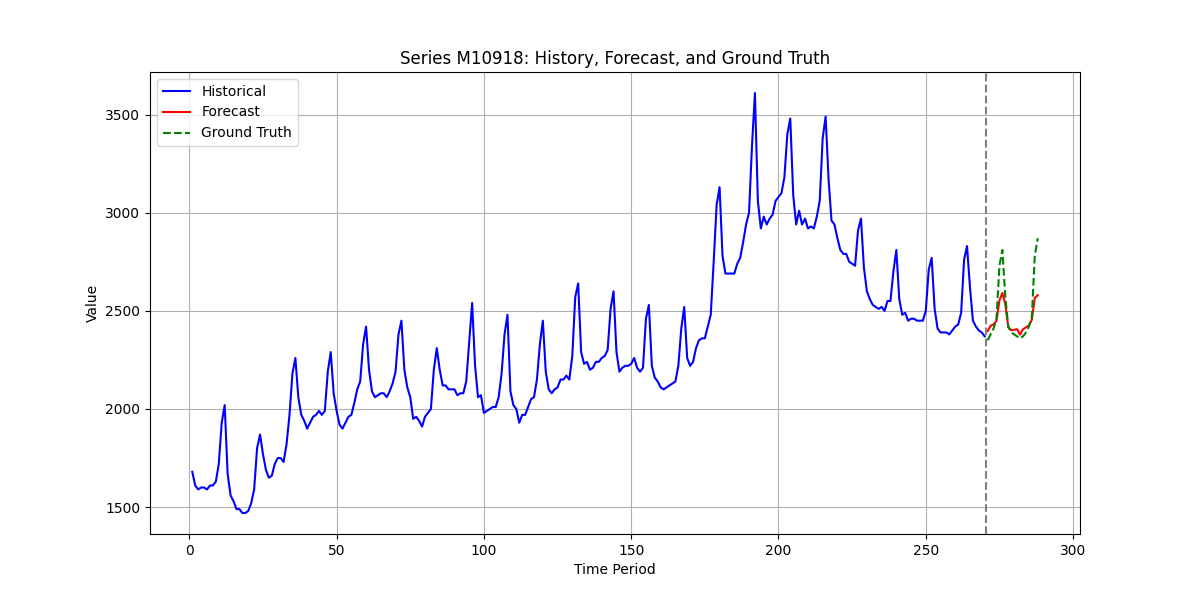 Series M10918: History, Forecast, and Ground Truth
Historical
Forecast
Ground Truth
Value
3500
3000
2500
2000
1500
0 50 100 150 200 250 300
Time Period